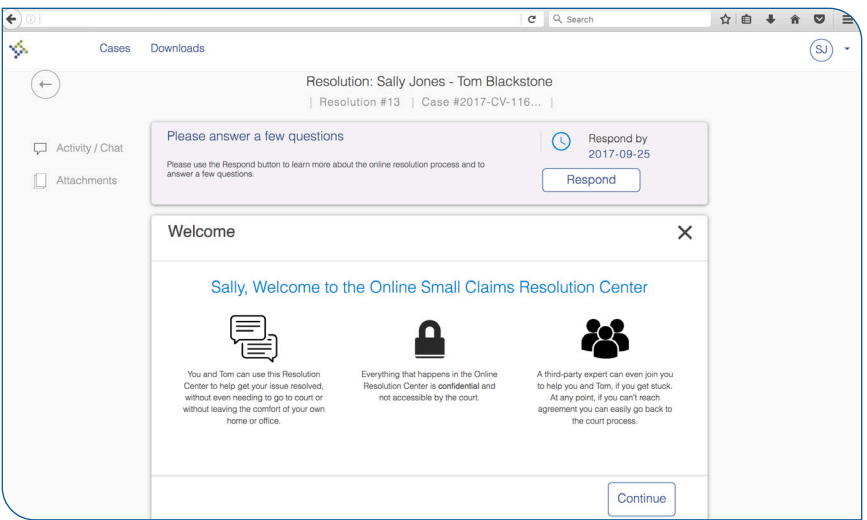 Search
Cases Downloads
SJ
Resolution: Sally Jones - Tom Blackstone
| Resolution #13 | Case #2017-CV-116... |
Activity / Chat
Attachments
Please answer a few questions
Please use the Respond button to learn more about the online resolution process and to
answer a few questions.
Respond by
2017-09-25
Respond
Welcome
Sally, Welcome to the Online Small Claims Resolution Center
You and Tom can use this Resolution
Center to help get your issue resolved,
without even needing to go to court or
without leaving the comfort of your own
home or office.
Everything that happens in the Online
Resolution Center is confidential and
not accessible by the court.
A third-party expert can even join you
to help you and Tom, if you get stuck.
At any point, if you can't reach
agreement you can easily go back to
the court process.
Continue